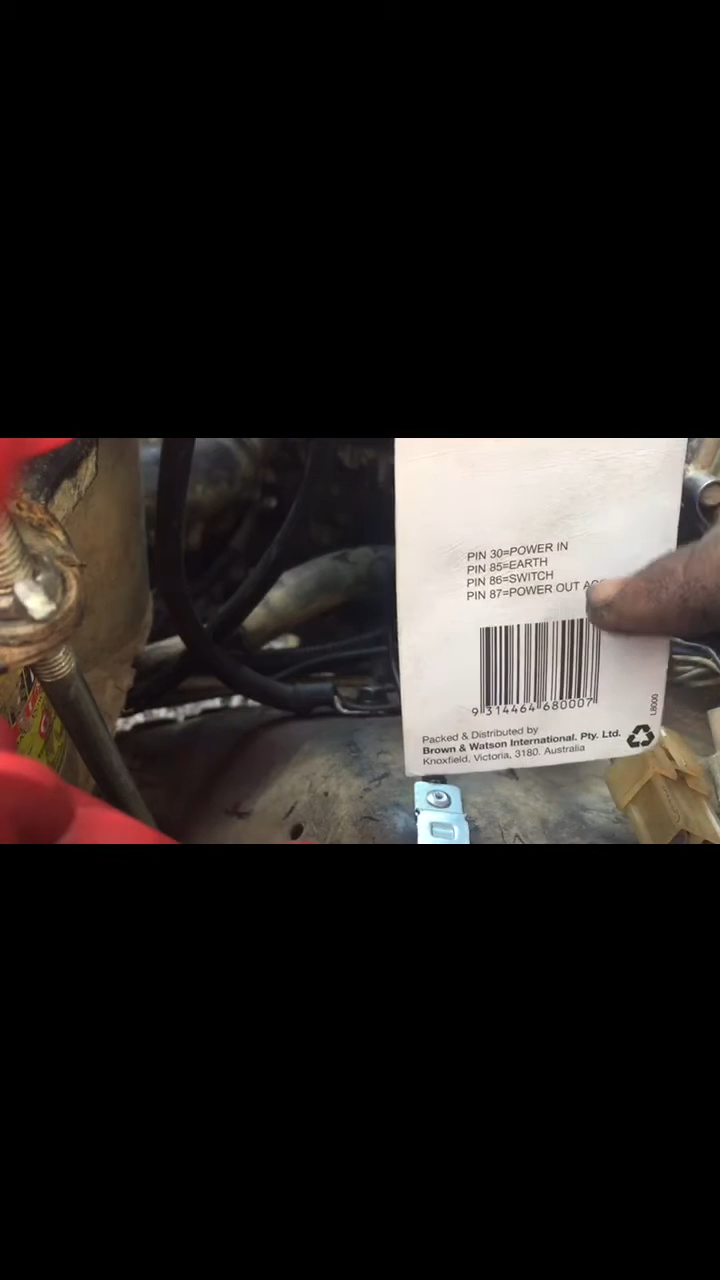 PIN 30=POWER IN
PIN 85=EARTH
PIN 86=SWITCH
PIN 87=POWER OUT
9 314464 680007
L8000
Packed & Distributed by
Brown & Watson International. Pty. Ltd.
Knoxfield, Victoria, 3180. Australia